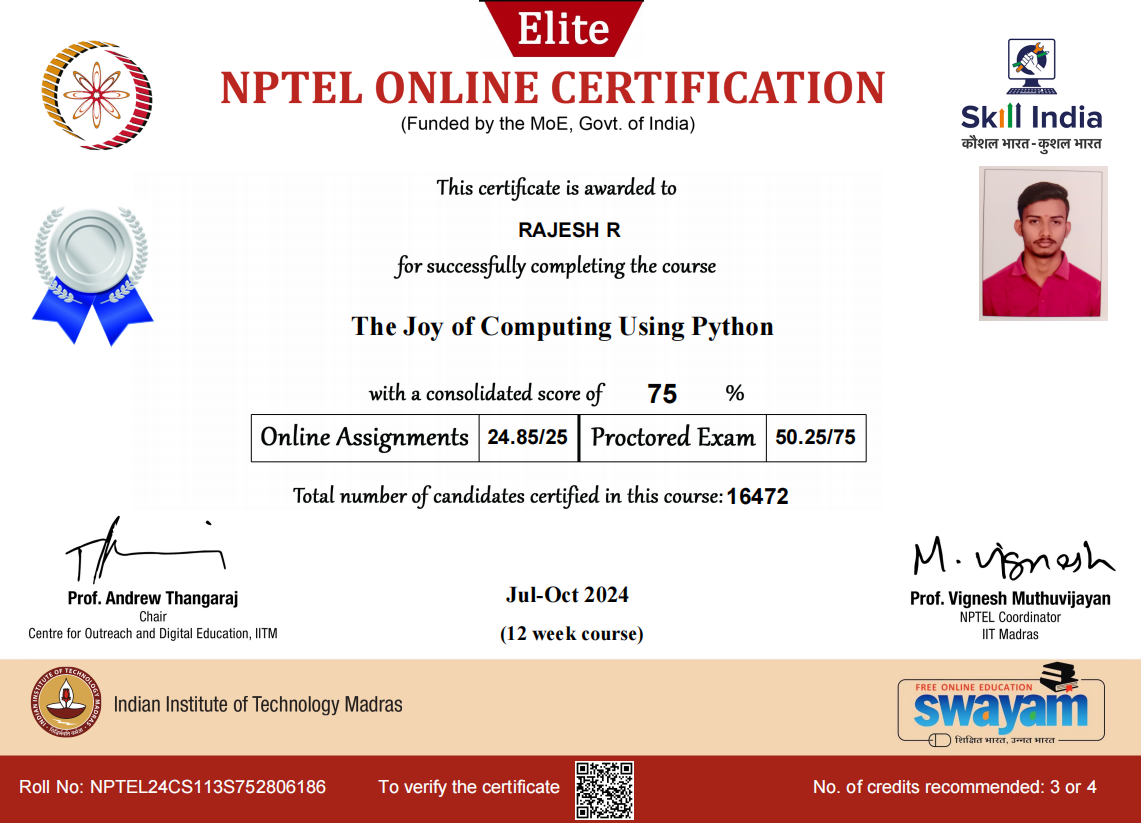 Elite
NPTEL ONLINE CERTIFICATION
(Funded by the MoE, Govt. of India)
Skill India
कौशल भारत - कुशल भारत
This certificate is awarded to
RAJESH R
for successfully completing the course
The Joy of Computing Using Python
with a consolidated score of 75 %
Online Assignments 24.85/25 Proctored Exam 50.25/75
Total number of candidates certified in this course: 16472
M. Vignesh
Prof. Andrew Thangaraj
Chair
Centre for Outreach and Digital Education, IITM
Jul-Oct 2024
(12 week course)
Prof. Vignesh Muthuvijayan
NPTEL Coordinator
IIT Madras
INDIAN INSTITUTE OF TECHNOLOGY MADRAS
Indian Institute of Technology Madras
FREE ONLINE EDUCATION
swayam
शिक्षित भारत, उन्नत भारत
Roll No: NPTEL24CS113S752806186
To verify the certificate
No. of credits recommended: 3 or 4